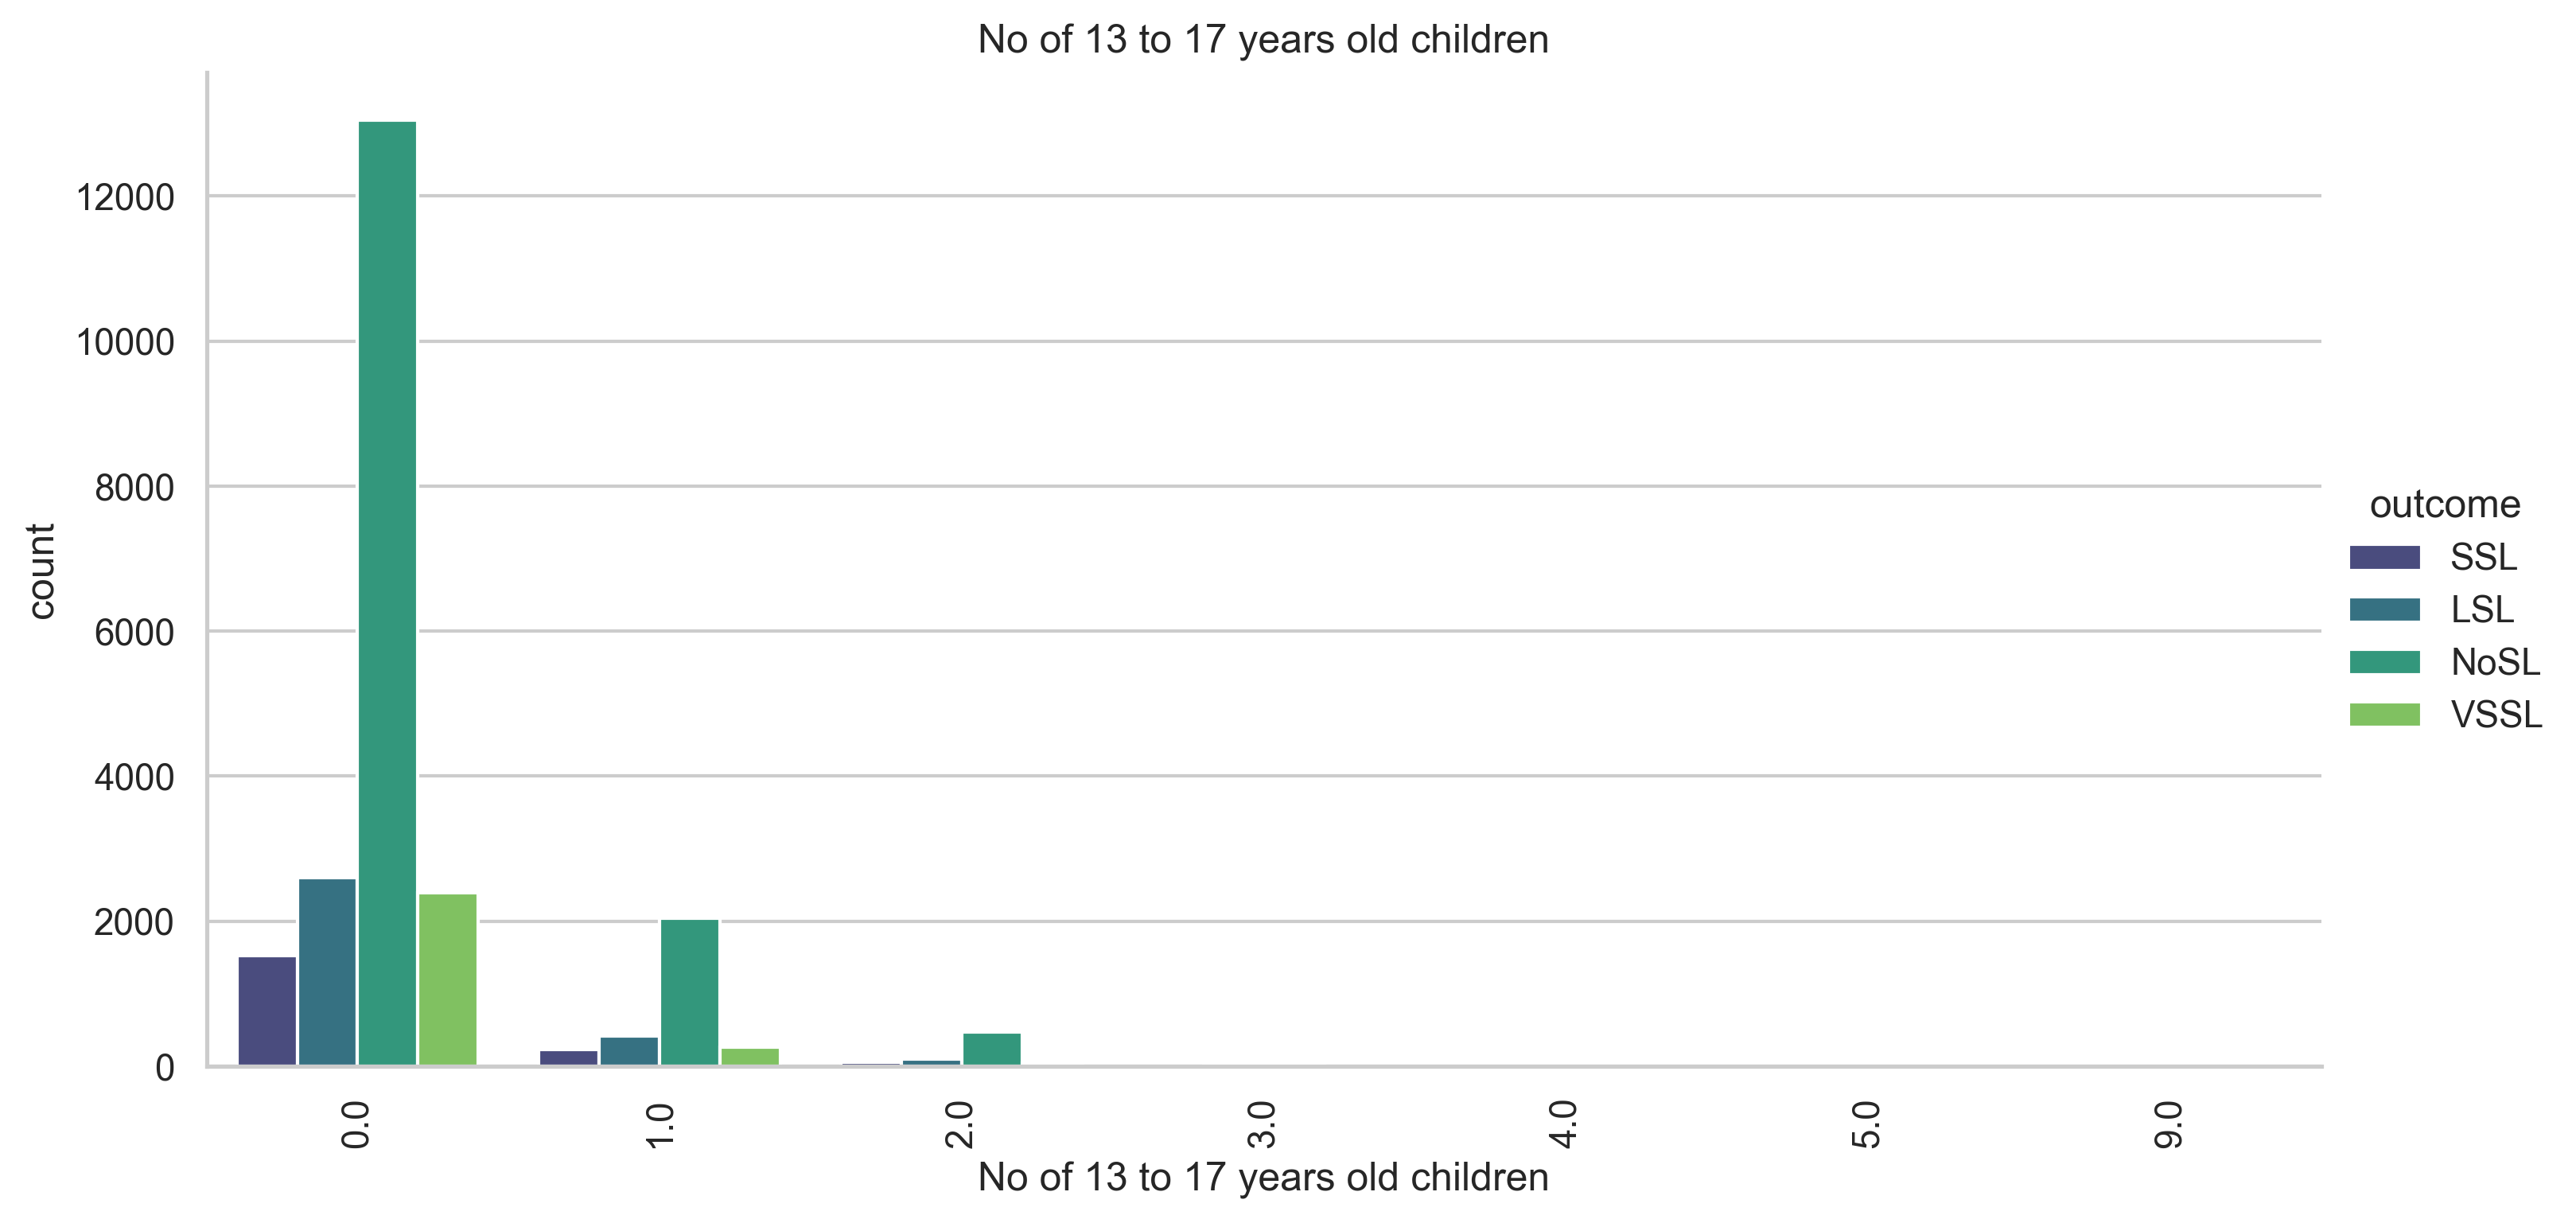 No of 13 to 17 years old children
12000
10000
8000
6000
4000
2000
0
count
0.0
1.0
2.0
3.0
4.0
5.0
9.0
No of 13 to 17 years old children
outcome
SSL
LSL
NoSL
VSSL